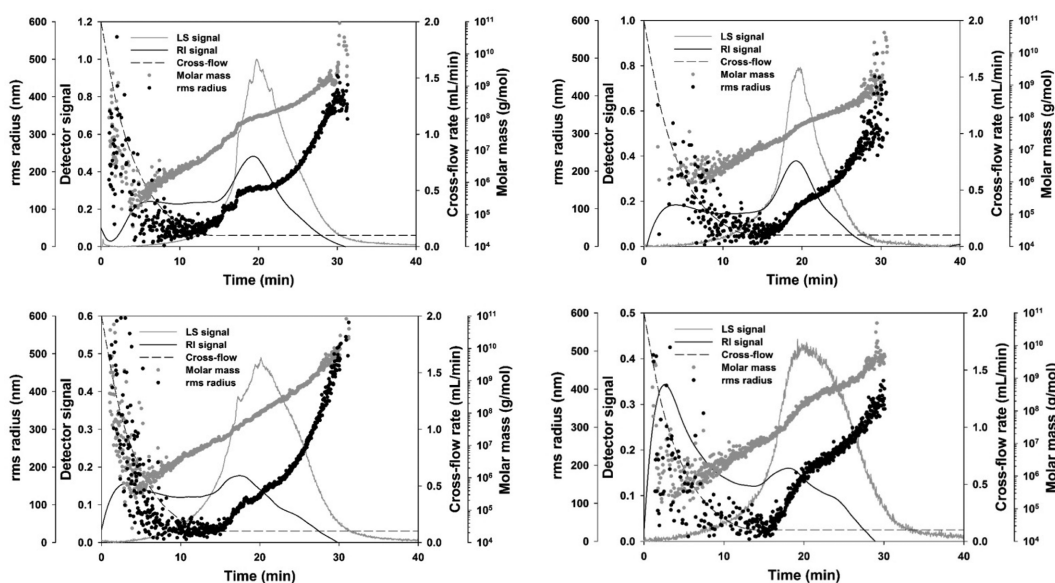 rms radius (nm)
600
500
400
300
200
100
0
Detector signal
1.2
1.0
0.8
0.6
0.4
0.2
0.0
LS signal
RI signal
Cross-flow
Molar mass
rms radius
2.0
1.5
1.0
0.5
0.0
Cross-flow rate (mL/min)
10¹¹
10¹⁰
10⁹
10⁸
10⁷
10⁶
10⁵
10⁴
Molar mass (g/mol)
0 10 20 30 40
Time (min)
rms radius (nm)
600
500
400
300
200
100
0
Detector signal
1.0
0.8
0.6
0.4
0.2
0.0
LS signal
RI signal
Cross-flow
Molar mass
rms radius
2.0
1.5
1.0
0.5
0.0
Cross-flow rate (mL/min)
10¹¹
10¹⁰
10⁹
10⁸
10⁷
10⁶
10⁵
10⁴
Molar mass (g/mol)
0 10 20 30 40
Time (min)
rms radius (nm)
600
500
400
300
200
100
0
Detector signal
0.6
0.5
0.4
0.3
0.2
0.1
0.0
LS signal
RI signal
Cross-flow
Molar mass
rms radius
2.0
1.5
1.0
0.5
0.0
Cross-flow rate (mL/min)
10¹¹
10¹⁰
10⁹
10⁸
10⁷
10⁶
10⁵
10⁴
Molar mass (g/mol)
0 10 20 30 40
Time (min)
rms radius (nm)
600
500
400
300
200
100
0
Detector signal
0.5
0.4
0.3
0.2
0.1
0.0
LS signal
RI signal
Cross-flow
Molar mass
rms radius
2.0
1.5
1.0
0.5
0.0
Cross-flow rate (mL/min)
10¹¹
10¹⁰
10⁹
10⁸
10⁷
10⁶
10⁵
10⁴
Molar mass (g/mol)
0 10 20 30 40
Time (min)